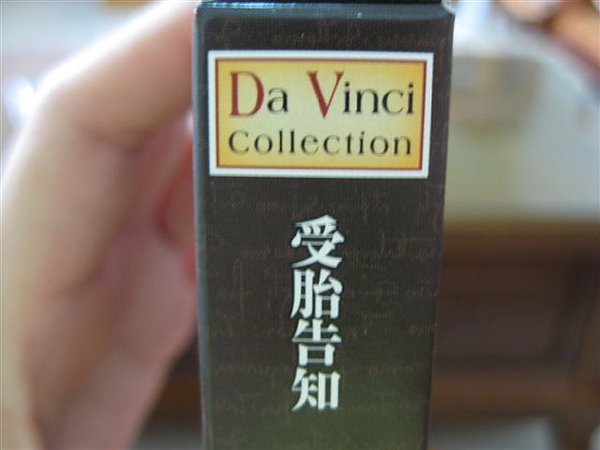 Da Vinci
Collection
受胎告知